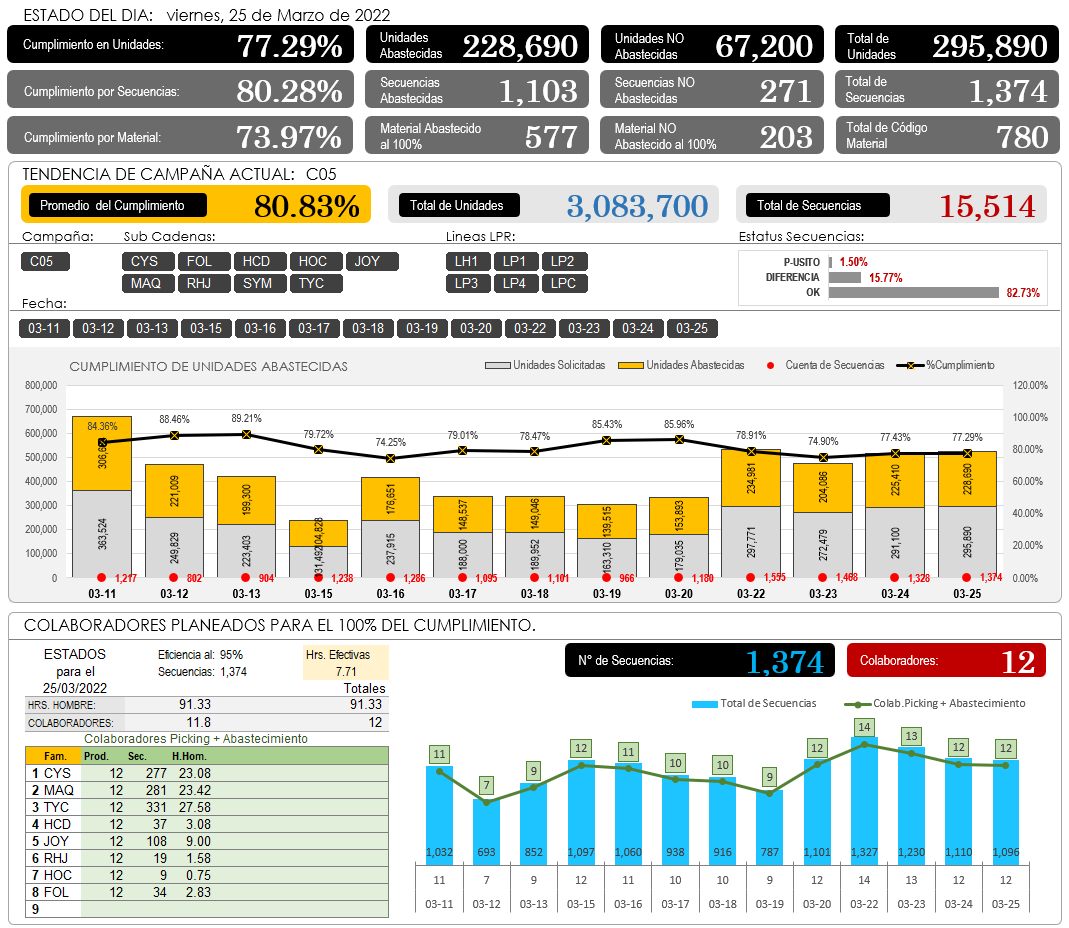 ESTADO DEL DIA: viernes, 25 de Marzo de 2022
Cumplimiento en Unidades: 77.29%
Unidades Abastecidas 228,690
Unidades NO Abastecidas 67,200
Total de Unidades 295,890
Cumplimiento por Secuencias: 80.28%
Secuencias Abastecidas 1,103
Secuencias NO Abastecidas 271
Total de Secuencias 1,374
Cumplimiento por Material: 73.97%
Material Abastecido al 100% 577
Material NO Abastecido al 100% 203
Total de Código Material 780
TENDENCIA DE CAMPAÑA ACTUAL: C05
Promedio del Cumplimiento 80.83%
Total de Unidades 3,083,700
Total de Secuencias 15,514
Campaña: Sub Cadenas: Lineas LPR: Estatus Secuencias:
C05 CYS FOL HCD HOC JOY LH1 LP1 LP2
MAQ RHJ SYM TYC LP3 LP4 LPC
P-USITO 1.50%
DIFERENCIA 15.77%
OK 82.73%
Fecha:
03-11 03-12 03-13 03-15 03-16 03-17 03-18 03-19 03-20 03-22 03-23 03-24 03-25
CUMPLIMIENTO DE UNIDADES ABASTECIDAS
Unidades Solicitadas Unidades Abastecidas Cuenta de Secuencias %Cumplimiento
800,000
700,000
600,000
500,000
400,000
300,000
200,000
100,000
0
120.00%
100.00%
80.00%
60.00%
40.00%
20.00%
0.00%
84.36% 88.46% 89.21% 79.72% 74.25% 79.01% 78.47% 85.43% 85.96% 78.91% 74.90% 77.43% 77.29%
221,009 199,300 176,651 148,537 149,046 139,515 153,893 234,981 204,086 225,410 228,690
363,524 249,829 223,403 237,915 188,000 189,952 163,310 179,035 297,771 272,479 291,100 295,890
1,217 802 904 1,238 1,286 1,095 1,101 966 1,180 1,595 1,468 1,328 1,374
03-11 03-12 03-13 03-15 03-16 03-17 03-18 03-19 03-20 03-22 03-23 03-24 03-25
COLABORADORES PLANEADOS PARA EL 100% DEL CUMPLIMIENTO.
ESTADOS
para el
25/03/2022
Eficiencia al: 95%
Secuencias: 1,374
Hrs. Efectivas
7.71
Totales
HRS. HOMBRE: 91.33 91.33
COLABORADORES: 11.8 12
Colaboradores Picking + Abastecimiento
Fam. Prod. Sec. H.Hom.
1 CYS 12 277 23.08
2 MAQ 12 281 23.42
3 TYC 12 331 27.58
4 HCD 12 37 3.08
5 JOY 12 108 9.00
6 RHJ 12 19 1.58
7 HOC 12 9 0.75
8 FOL 12 34 2.83
9
N° de Secuencias: 1,374
Colaboradores: 12
Total de Secuencias Colab.Picking + Abastecimiento
11 7 9 12 11 10 10 9 12 14 13 12 12
1,032 693 852 1,097 1,060 938 916 787 1,101 1,327 1,230 1,110 1,096
11 7 9 12 11 10 10 9 12 14 13 12 12
03-11 03-12 03-13 03-15 03-16 03-17 03-18 03-19 03-20 03-22 03-23 03-24 03-25